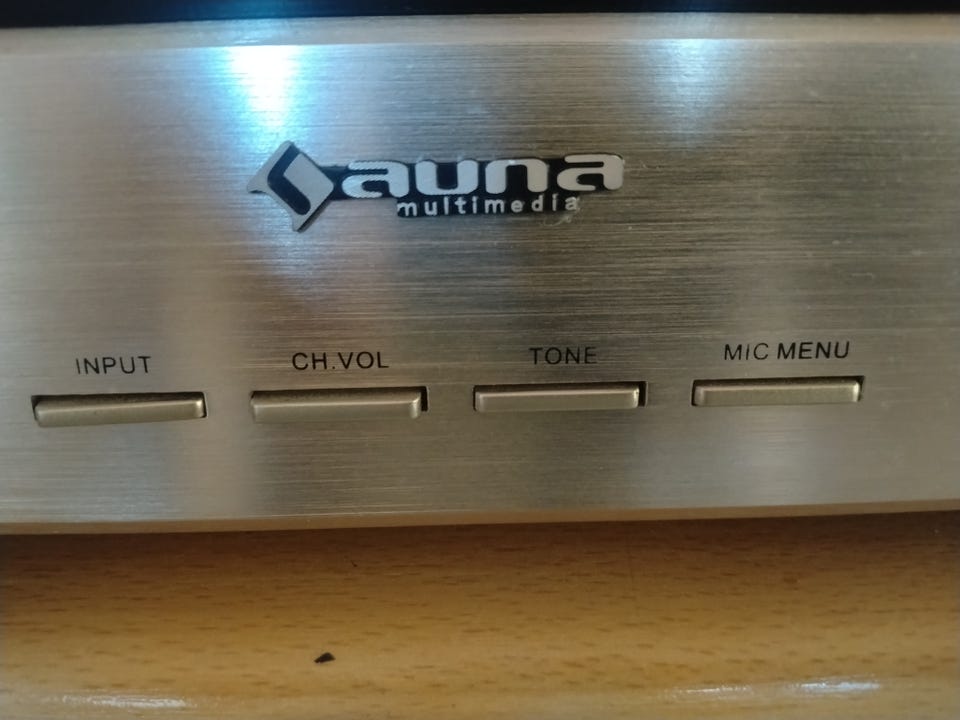 auna
multimedia
INPUT
CH.VOL
TONE
MIC MENU